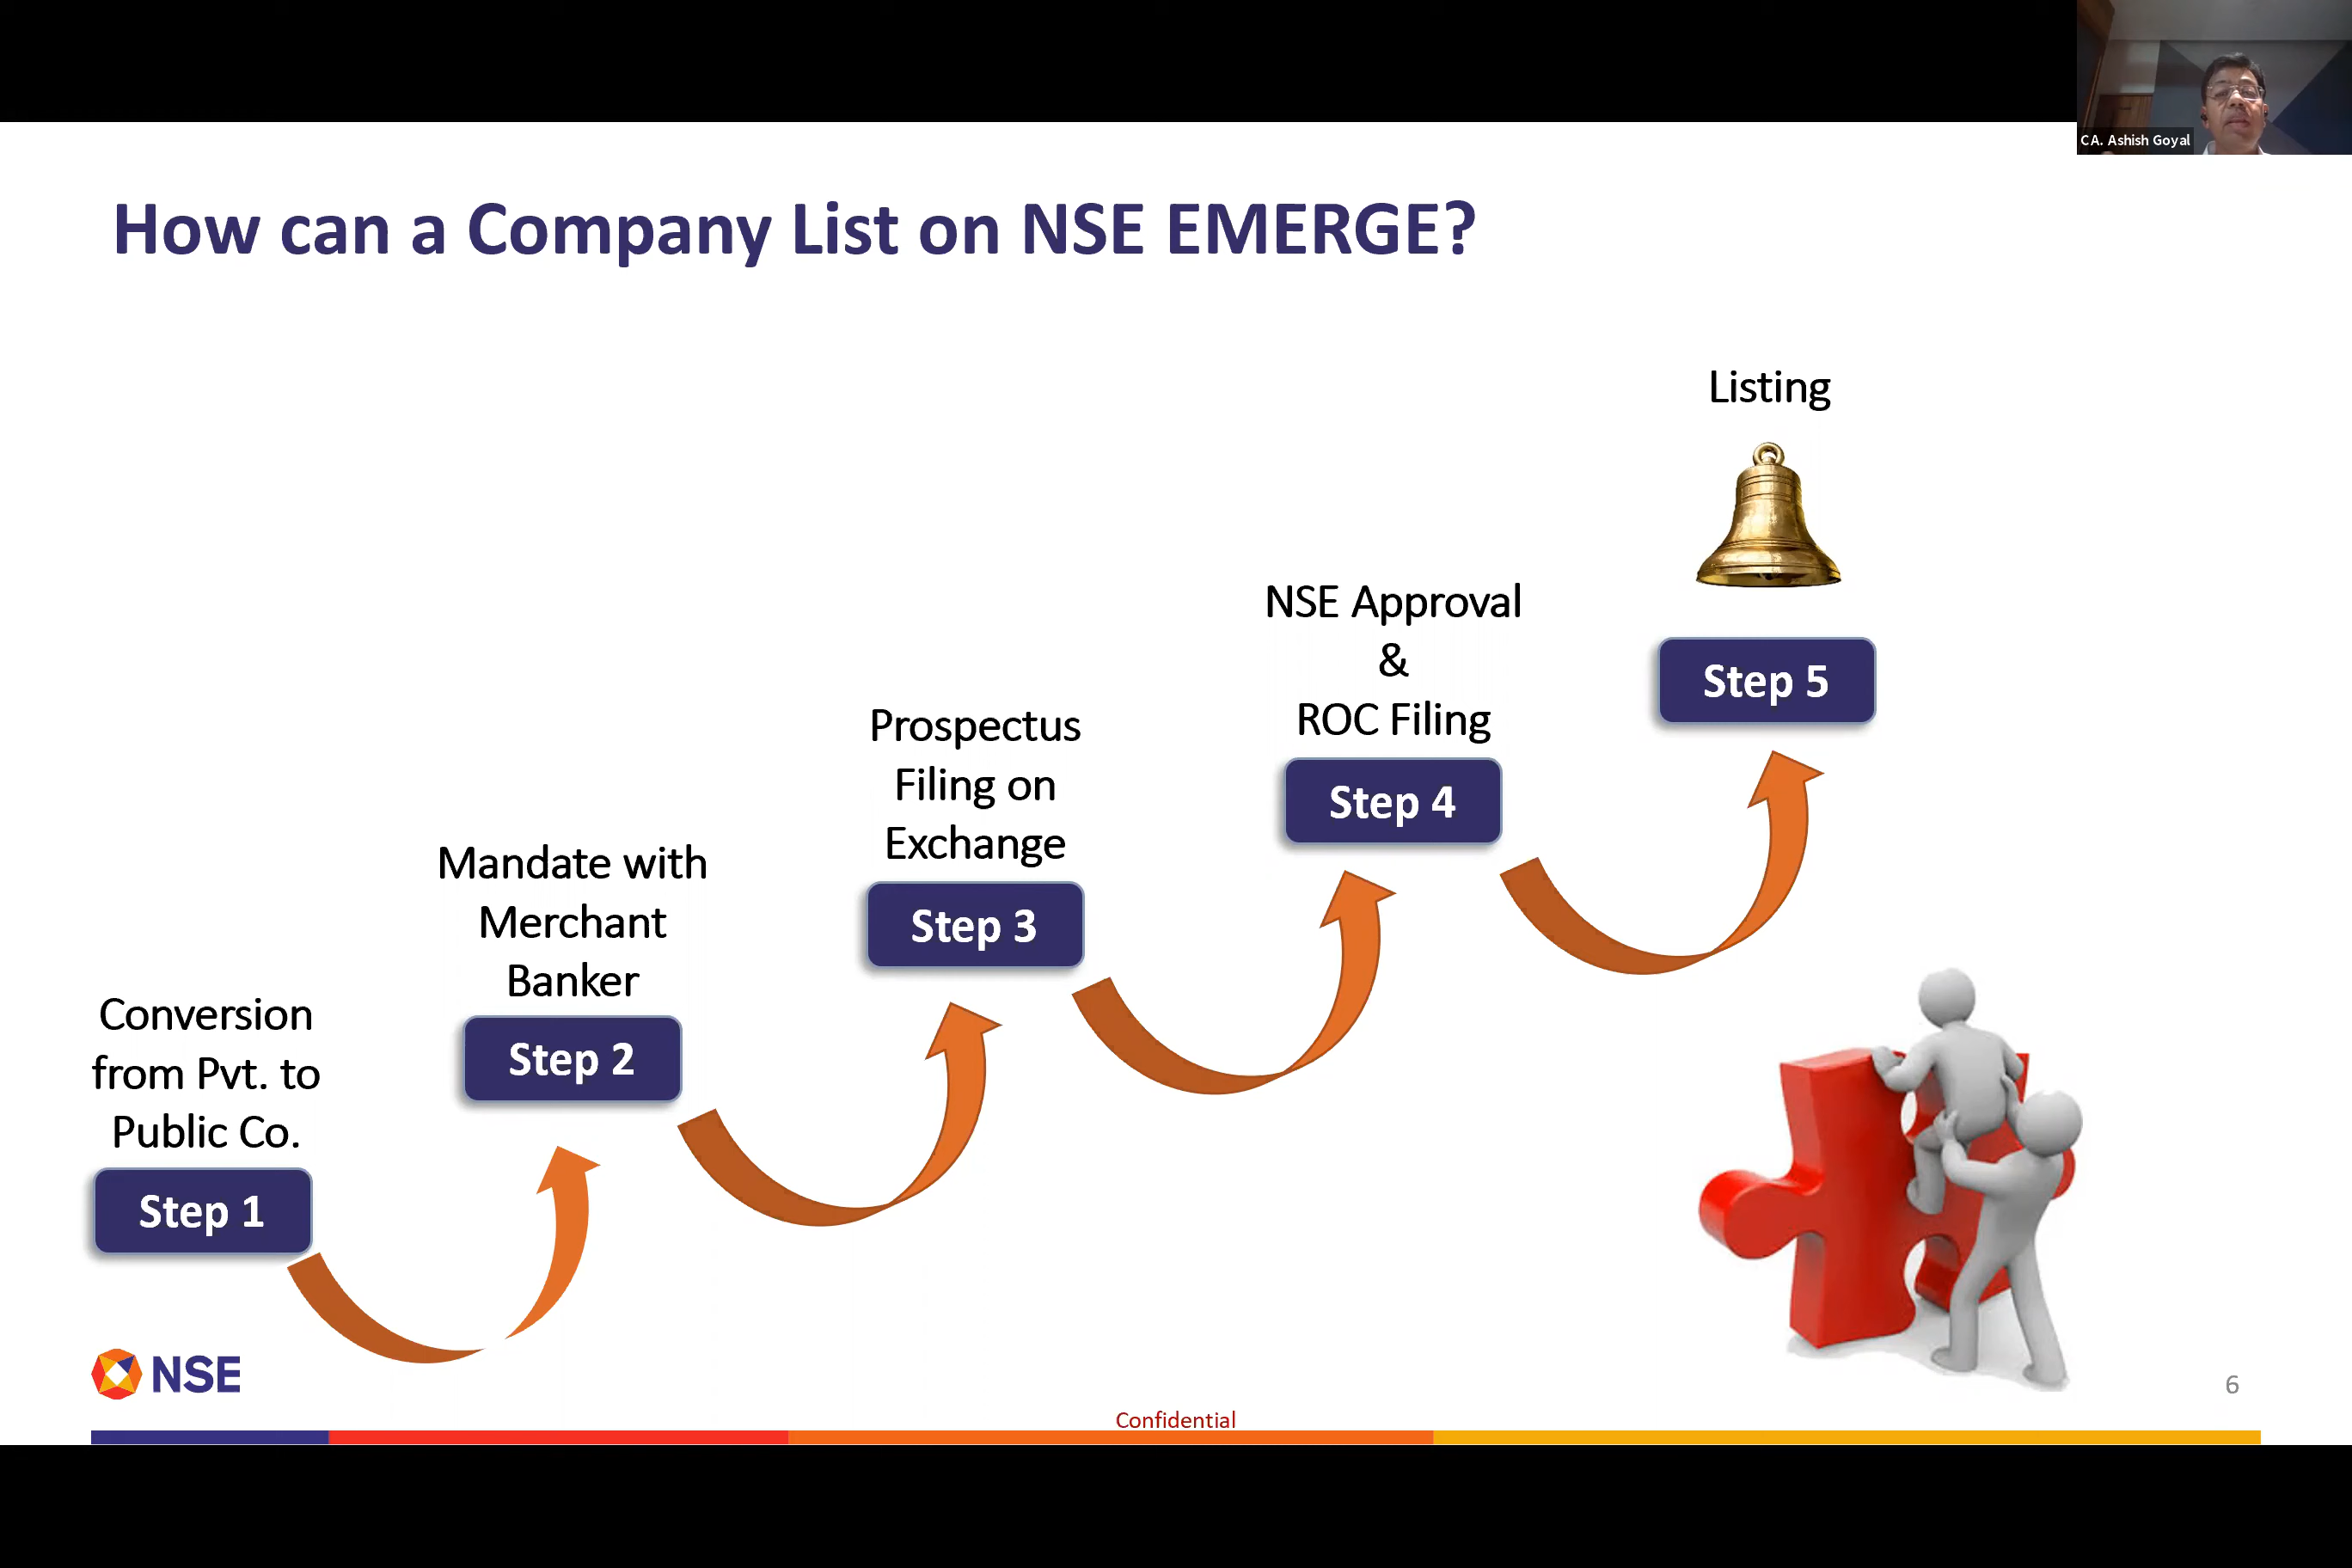 CA. Ashish Goyal
How can a Company List on NSE EMERGE?
Conversion
from Pvt. to
Public Co.
Step 1
Mandate with
Merchant
Banker
Step 2
Prospectus
Filing on
Exchange
Step 3
NSE Approval
&
ROC Filing
Step 4
Listing
Step 5
NSE
6
Confidential